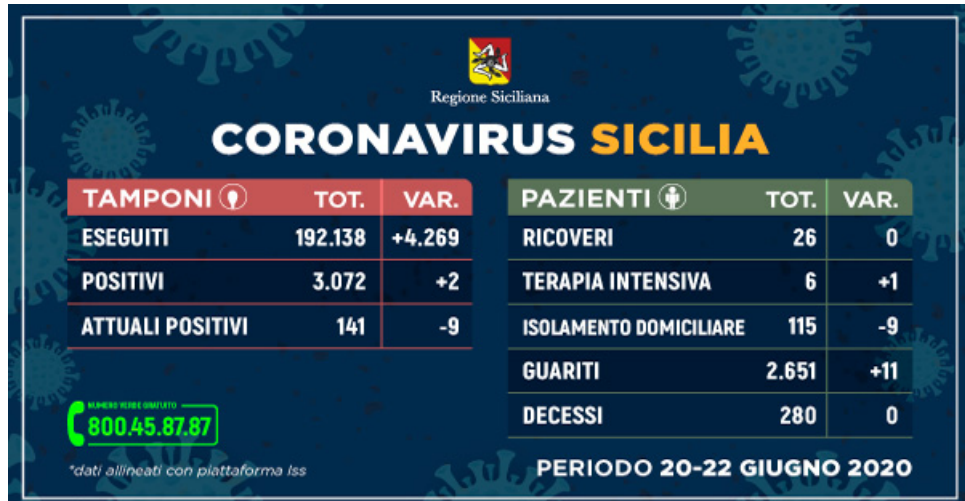 Regione Siciliana
CORONAVIRUS SICILIA
TAMPONI TOT. VAR.
ESEGUITI 192.138 +4.269
POSITIVI 3.072 +2
ATTUALI POSITIVI 141 -9
PAZIENTI TOT. VAR.
RICOVERI 26 0
TERAPIA INTENSIVA 6 +1
ISOLAMENTO DOMICILIARE 115 -9
GUARITI 2.651 +11
DECESSI 280 0
NUMERO VERDE GRATUITO
800.45.87.87
*dati allineati con piattaforma Iss
PERIODO 20-22 GIUGNO 2020